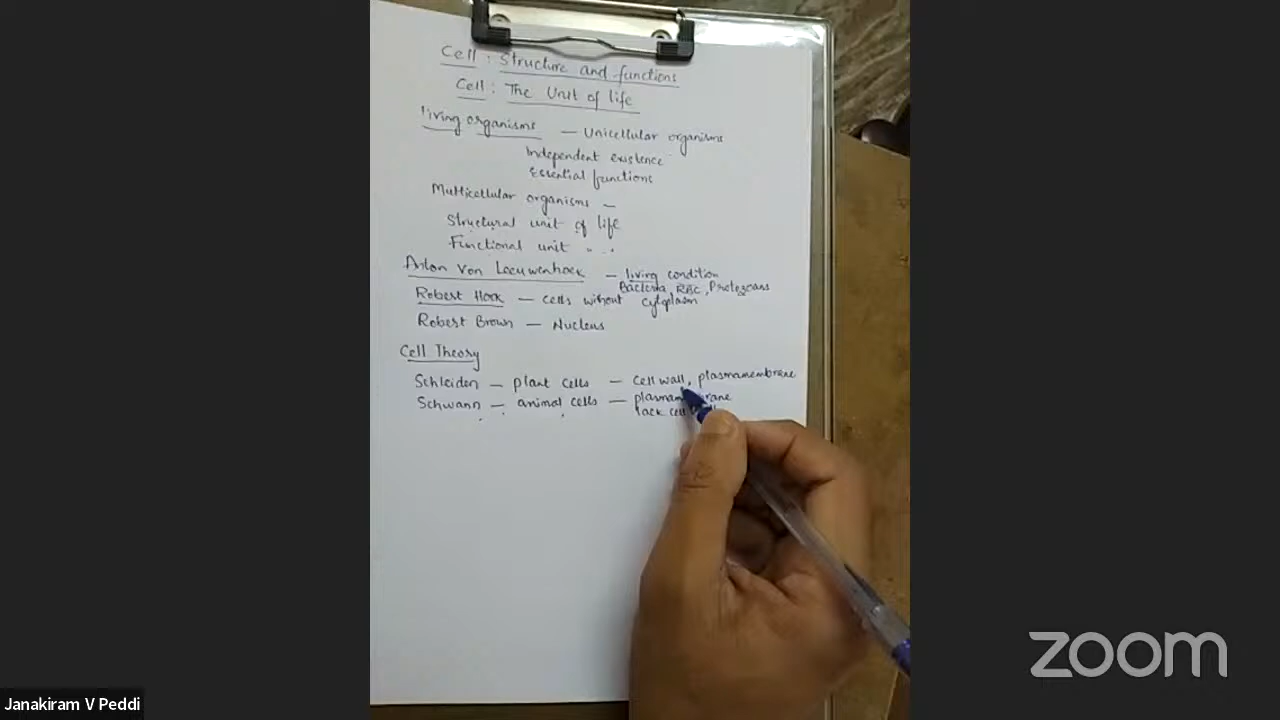 Cell : Structure and functions
Cell : The Unit of life
Living organisms — Unicellular organisms
Independent existence
Essential functions
Multicellular organisms —
Structural unit of life
Functional unit " "
Anton Von Leeuwenhoek — living condition
Bacteria, RBC, Protozoans
Robert Hook — cells without cytoplasm
Robert Brown — Nucleus
Cell Theory
Schleiden — plant cells — cell wall, plasmamembrane
Schwann — animal cells — plasmamembrane
lack cell
zoom
Janakiram V Peddi